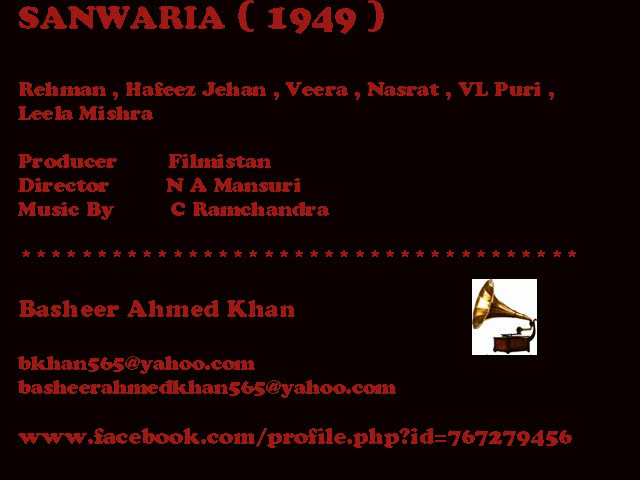 SANWARIA ( 1949 )
Rehman , Hafeez Jehan , Veera , Nasrat , VL Puri ,
Leela Mishra
Producer Filmistan
Director N A Mansuri
Music By C Ramchandra
* * * * * * * * * * * * * * * * * * * * * * * * * * * * * * * * * * * * *
Basheer Ahmed Khan
bkhan565@yahoo.com
basheerahmedkhan565@yahoo.com
www.facebook.com/profile.php?id=767279456